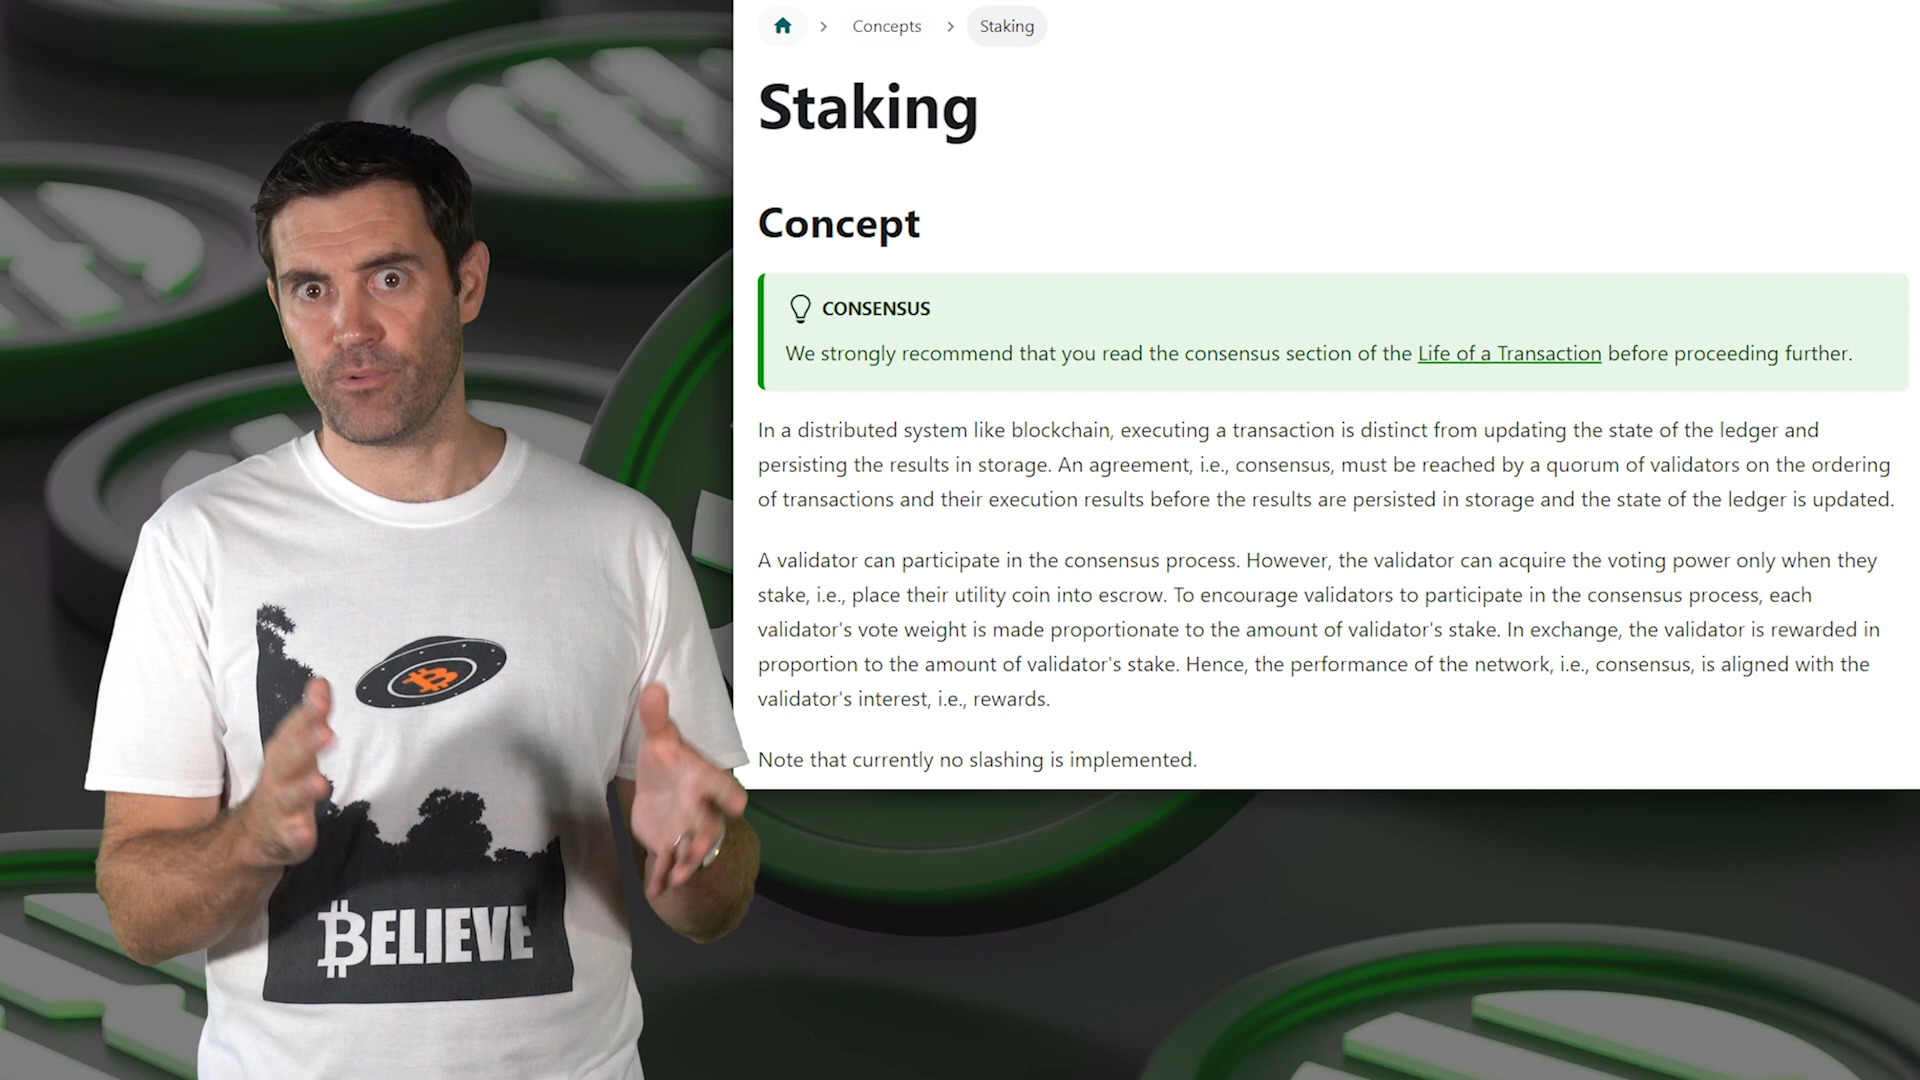 Concepts
Staking
Staking
Concept
CONSENSUS
We strongly recommend that you read the consensus section of the Life of a Transaction before proceeding further.
In a distributed system like blockchain, executing a transaction is distinct from updating the state of the ledger and
persisting the results in storage. An agreement, i.e., consensus, must be reached by a quorum of validators on the ordering
of transactions and their execution results before the results are persisted in storage and the state of the ledger is updated.
A validator can participate in the consensus process. However, the validator can acquire the voting power only when they
stake, i.e., place their utility coin into escrow. To encourage validators to participate in the consensus process, each
validator's vote weight is made proportionate to the amount of validator's stake. In exchange, the validator is rewarded in
proportion to the amount of validator's stake. Hence, the performance of the network, i.e., consensus, is aligned with the
validator's interest, i.e., rewards.
Note that currently no slashing is implemented.
₿
₿ELIEVE